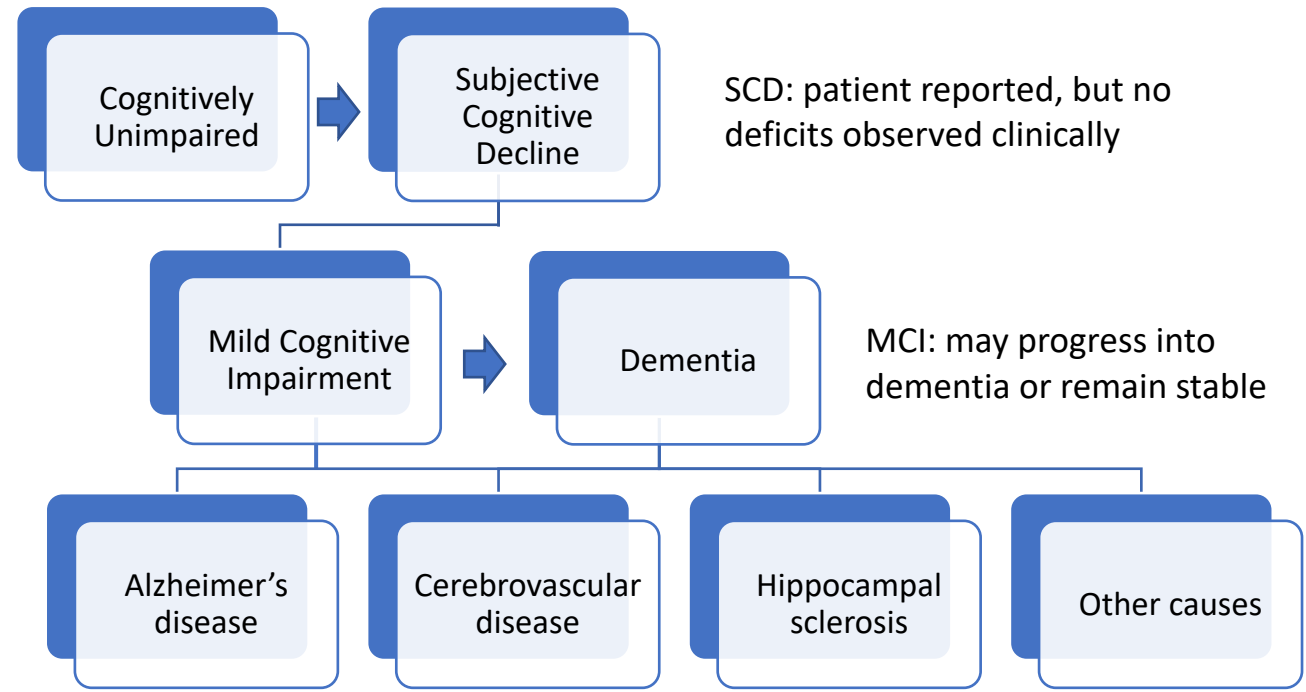 Cognitively
Unimpaired
Subjective
Cognitive
Decline
SCD: patient reported, but no
deficits observed clinically
Mild Cognitive
Impairment
Dementia
MCI: may progress into
dementia or remain stable
Alzheimer’s
disease
Cerebrovascular
disease
Hippocampal
sclerosis
Other causes